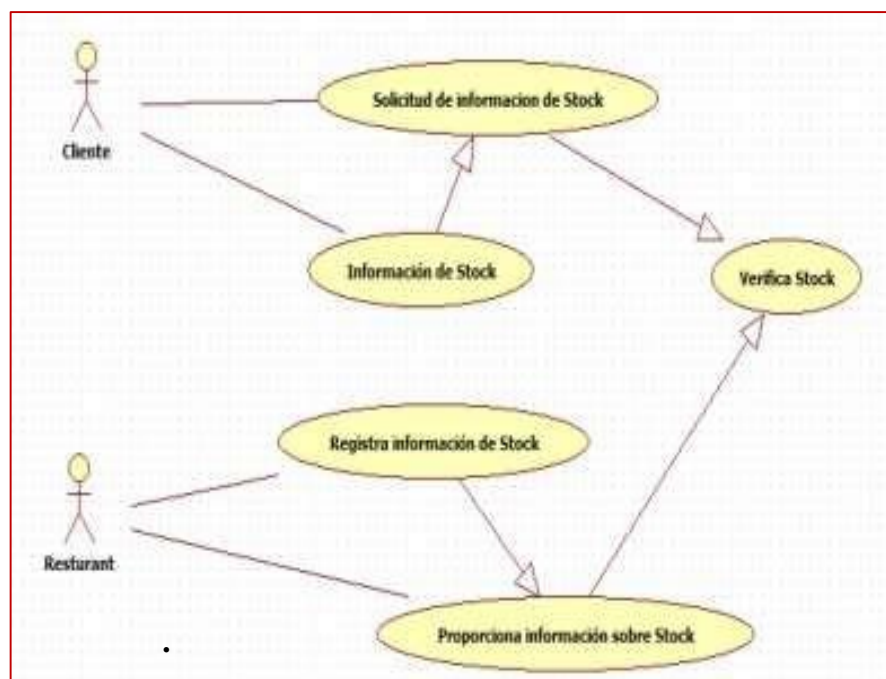 Solicitud de informacion de Stock
Cliente
Información de Stock
Verifica Stock
Registra información de Stock
Resturant
Proporciona información sobre Stock